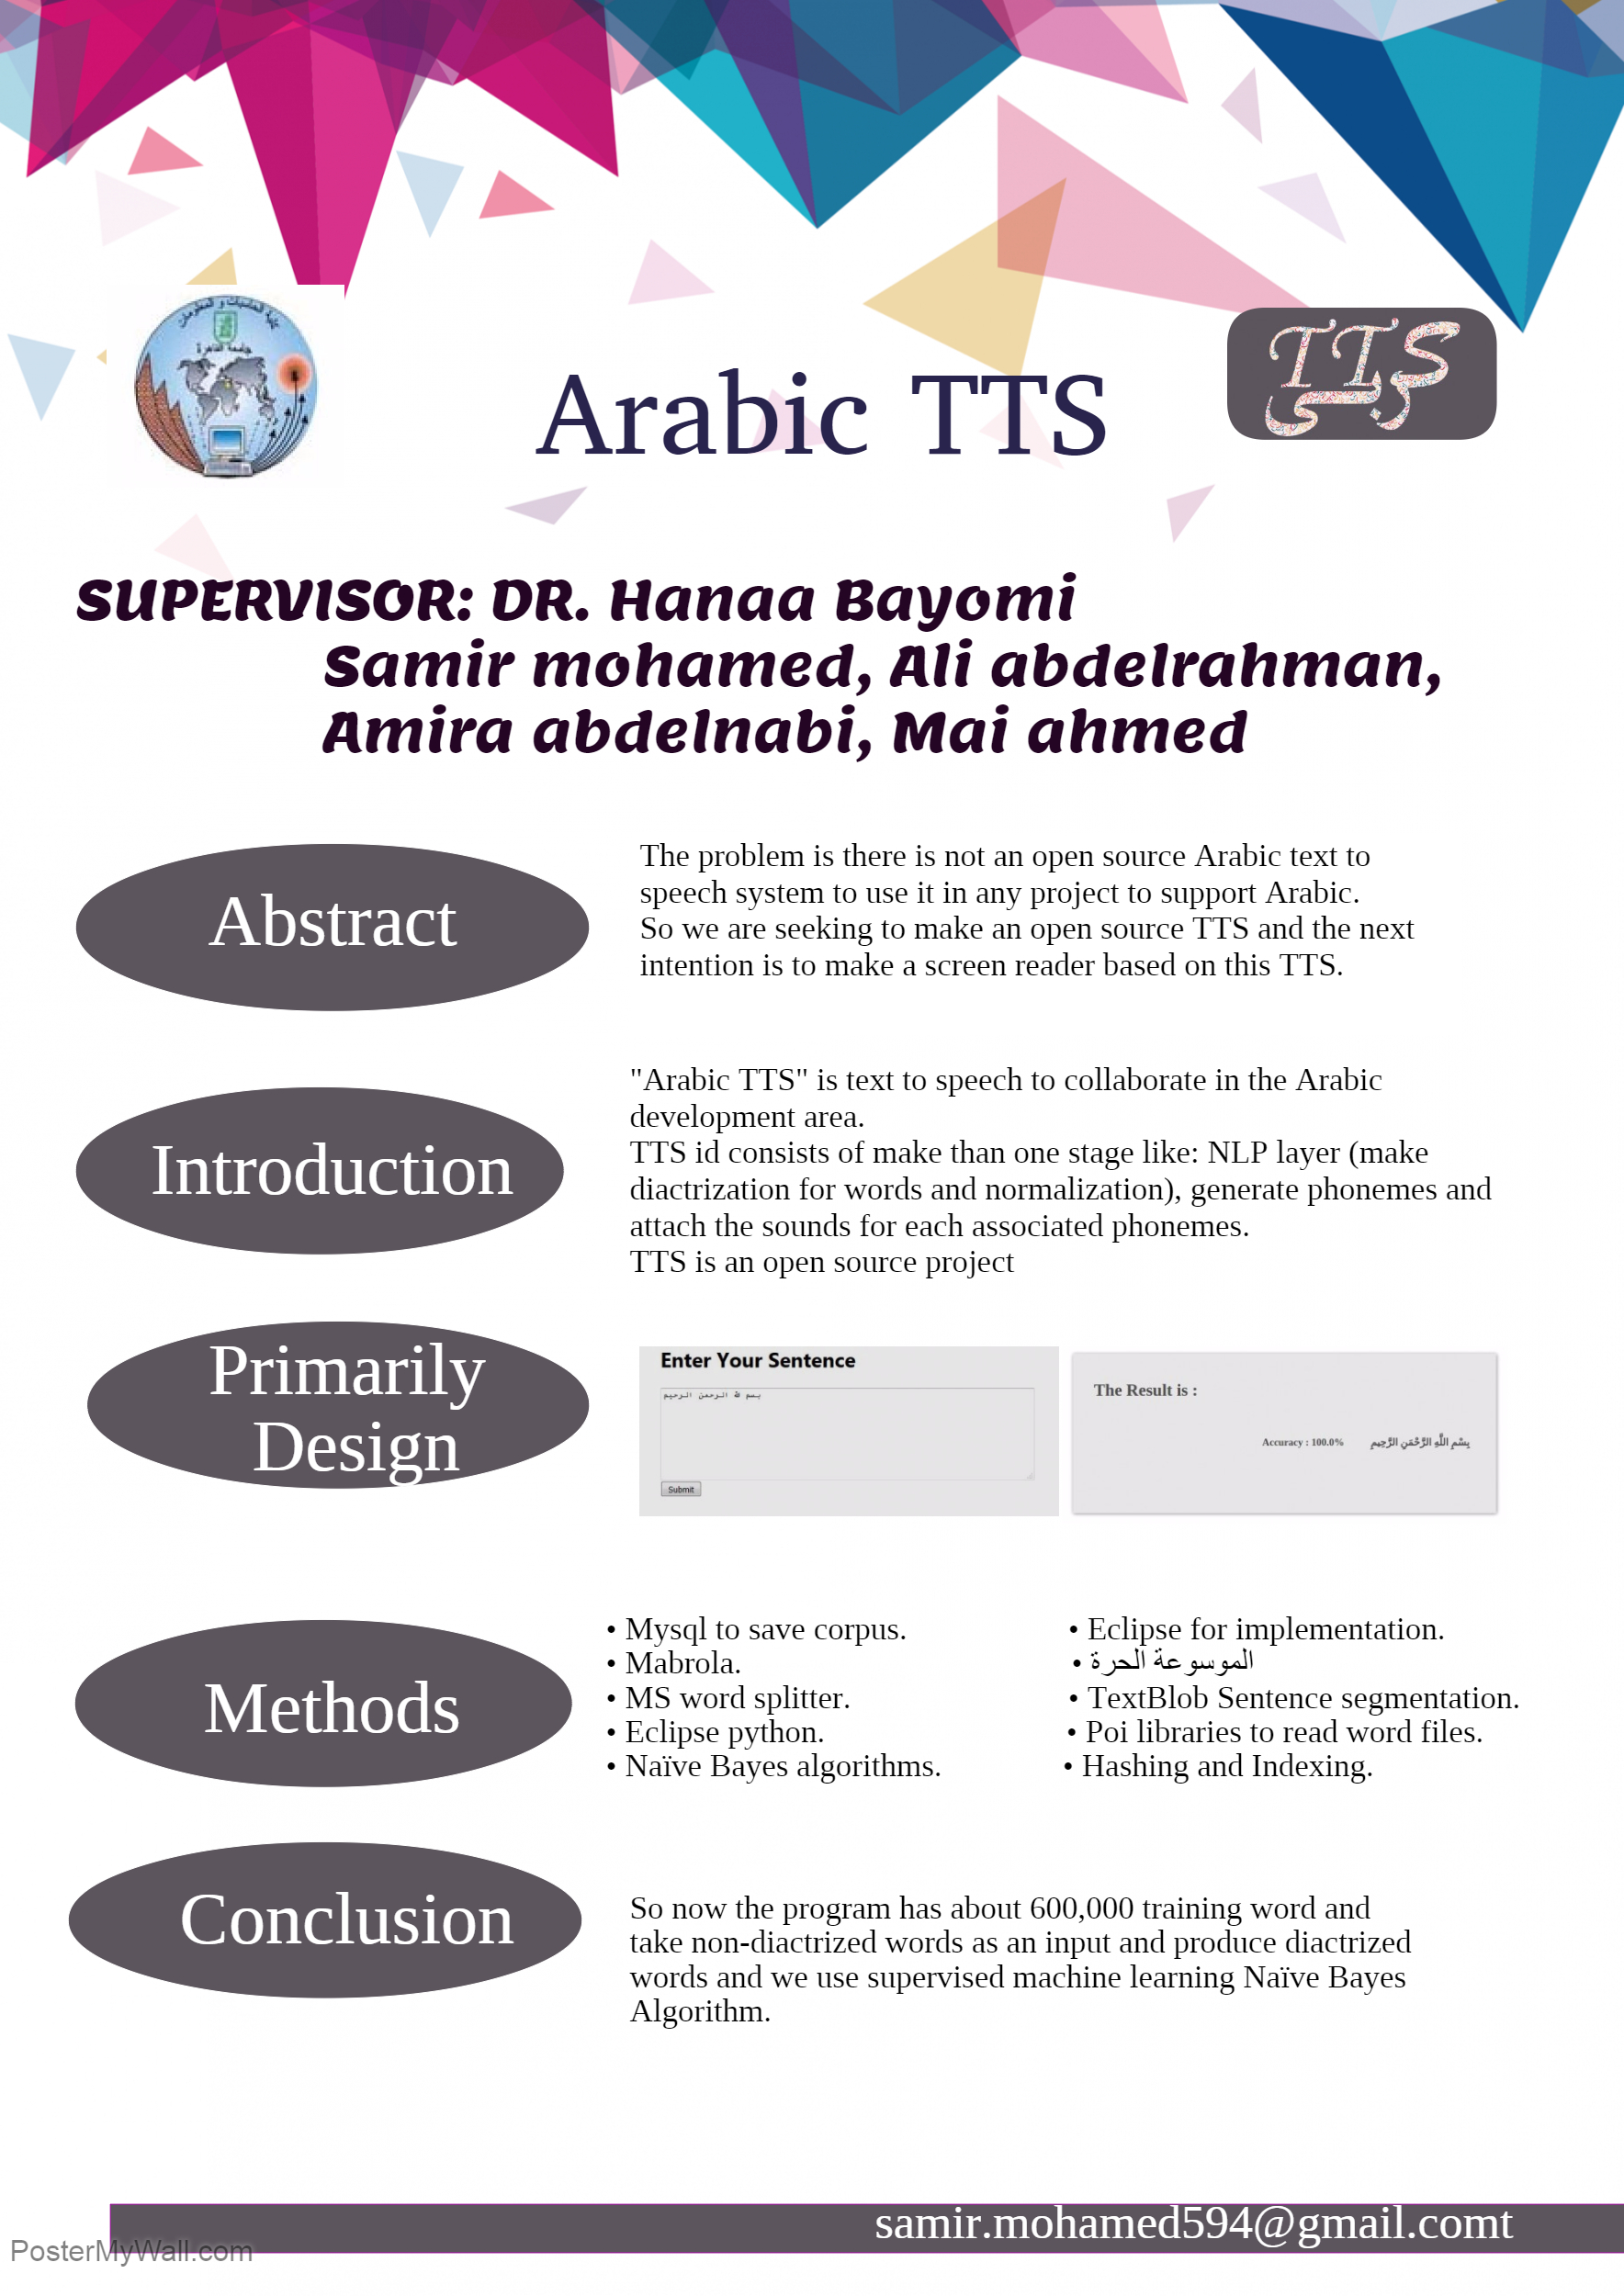 كلية الحاسبات و المعلومات
جامعة القاهرة
Arabic TTS
TTS
عربي
SUPERVISOR: DR. Hanaa Bayomi
Samir mohamed, Ali abdelrahman,
Amira abdelnabi, Mai ahmed
Abstract
The problem is there is not an open source Arabic text to
speech system to use it in any project to support Arabic.
So we are seeking to make an open source TTS and the next
intention is to make a screen reader based on this TTS.
Introduction
"Arabic TTS" is text to speech to collaborate in the Arabic
development area.
TTS id consists of make than one stage like: NLP layer (make
diactrization for words and normalization), generate phonemes and
attach the sounds for each associated phonemes.
TTS is an open source project
Primarily
Design
Enter Your Sentence
بسم الله الرحمن الرحيم
Submit
The Result is :
Accuracy : 100.0% بِسْمِ اللَّهِ الرَّحْمَنِ الرَّحِيمِ
Methods
• Mysql to save corpus.
• Mabrola.
• MS word splitter.
• Eclipse python.
• Naïve Bayes algorithms.
• Eclipse for implementation.
• الموسوعة الحرة
• TextBlob Sentence segmentation.
• Poi libraries to read word files.
• Hashing and Indexing.
Conclusion
So now the program has about 600,000 training word and
take non-diactrized words as an input and produce diactrized
words and we use supervised machine learning Naïve Bayes
Algorithm.
samir.mohamed594@gmail.comt
PosterMyWall.com